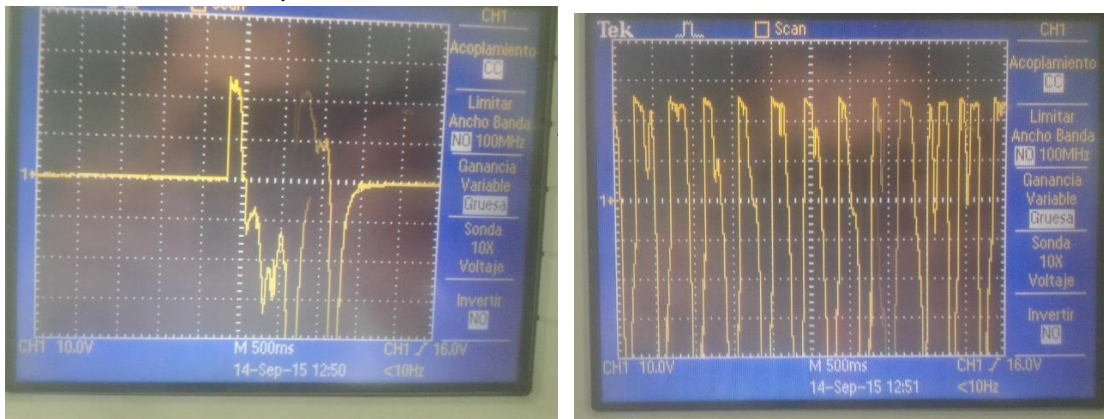 Scan
CH1
Acoplamiento
CC
Limitar
Ancho Banda
NO 100MHz
Ganancia
Variable
Gruesa
Sonda
10X
Voltaje
Invertir
NO
1
CH1 10.0V M 500ms CH1 16.0V
14-Sep-15 12:50 <10Hz
Tek Scan
CH1
Acoplamiento
CC
Limitar
Ancho Banda
NO 100MHz
Ganancia
Variable
Gruesa
Sonda
10X
Voltaje
Invertir
NO
1
CH1 10.0V M 500ms CH1 16.0V
14-Sep-15 12:51 <10Hz